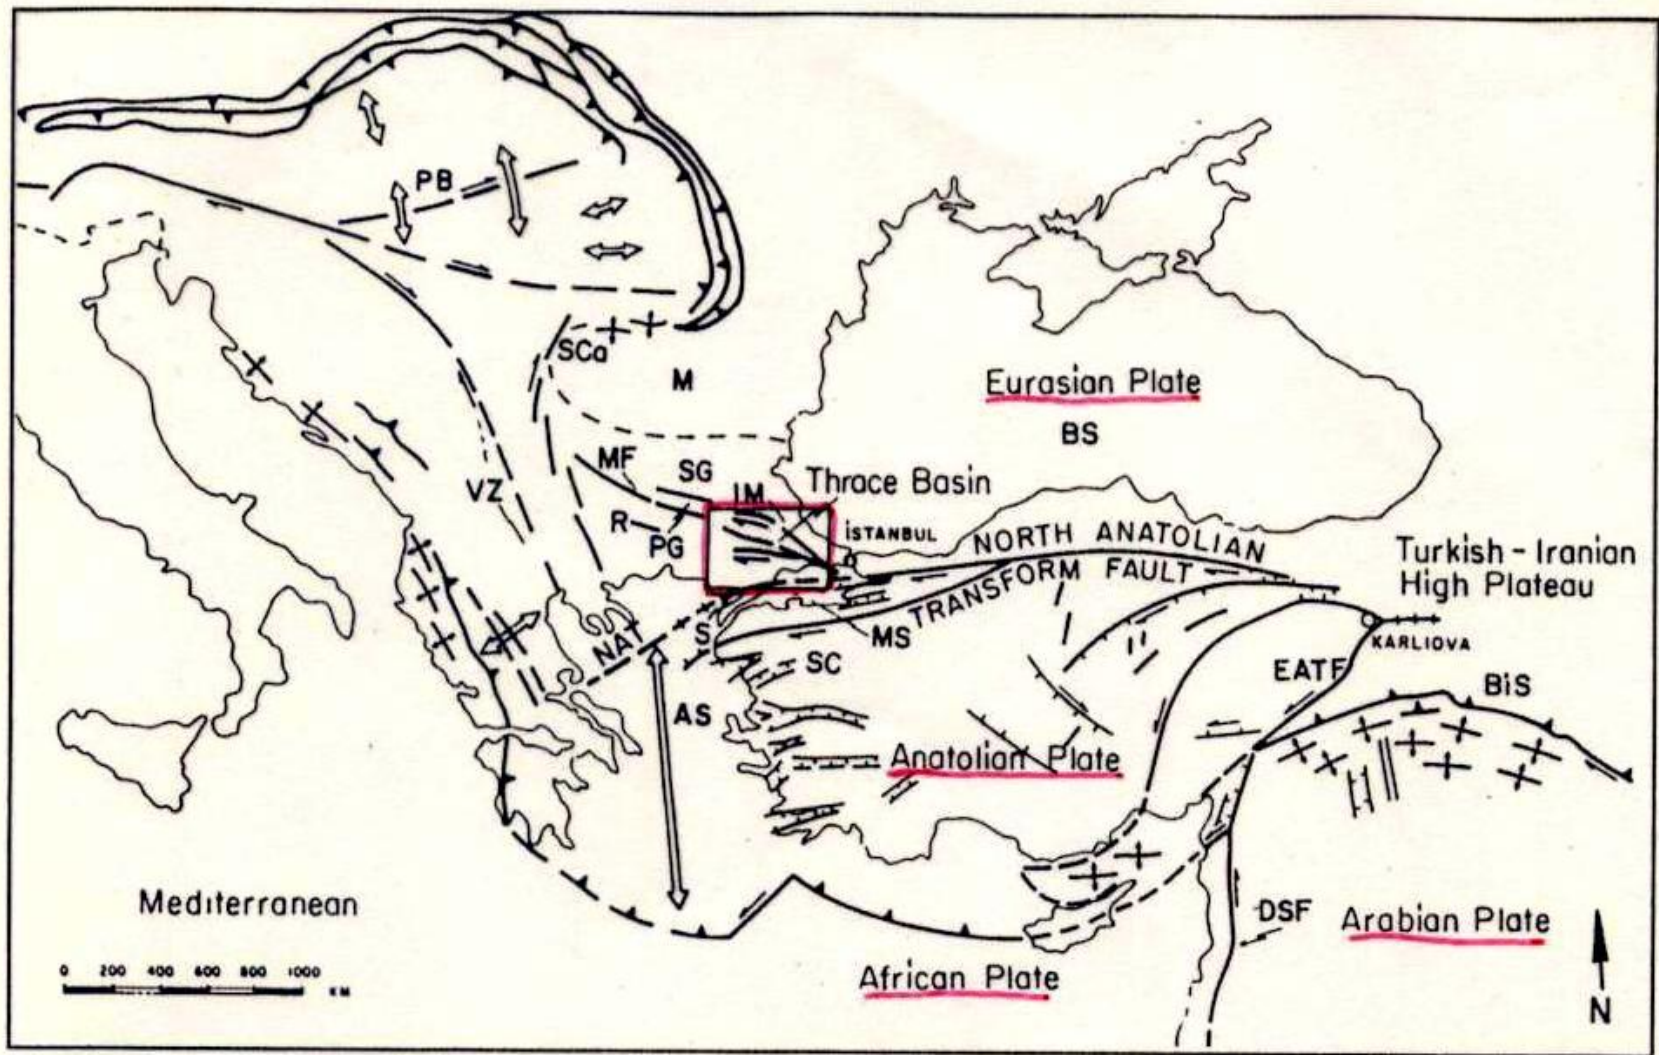 PB
SCa
M
Eurasian Plate
BS
MF
SG
VZ
IM
Thrace Basin
R
PG
İSTANBUL
NORTH ANATOLIAN
TRANSFORM FAULT
Turkish - Iranian
High Plateau
NAT
S
MS
SC
KARLIOVA
EATF
BiS
AS
Anatolian Plate
Mediterranean
DSF
Arabian Plate
African Plate
0 200 400 600 800 1000
KM
N